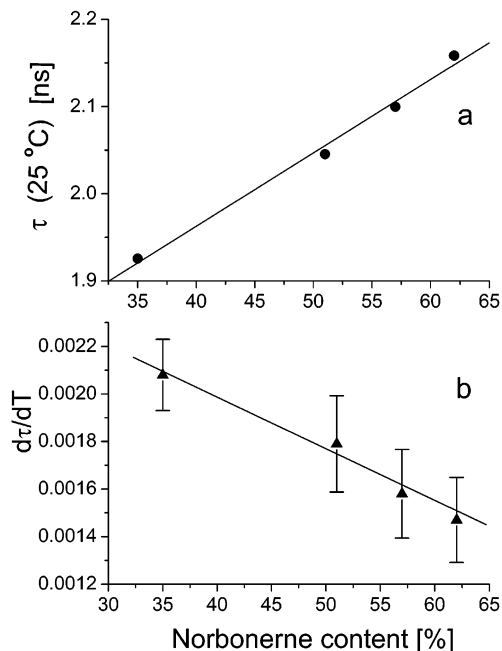 2.2
2.1
2.0
1.9
τ (25 °C) [ns]
a
35 40 45 50 55 60 65
0.0022
0.0020
0.0018
0.0016
0.0014
0.0012
dτ/dT
b
30 35 40 45 50 55 60 65
Norbonerne content [%]